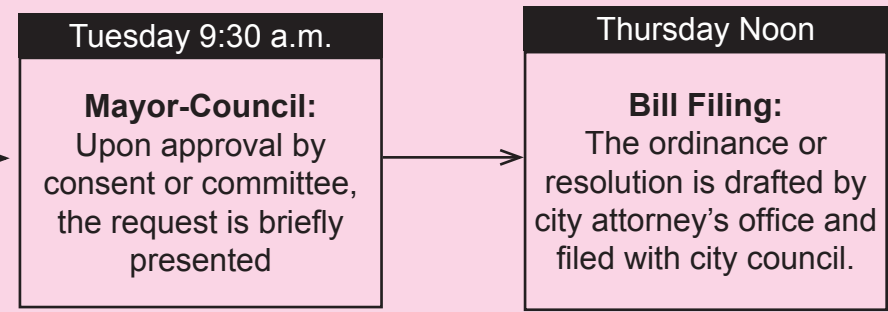 Tuesday 9:30 a.m.
Mayor-Council:
Upon approval by
consent or committee,
the request is briefly
presented
Thursday Noon
Bill Filing:
The ordinance or
resolution is drafted by
city attorney’s office and
filed with city council.